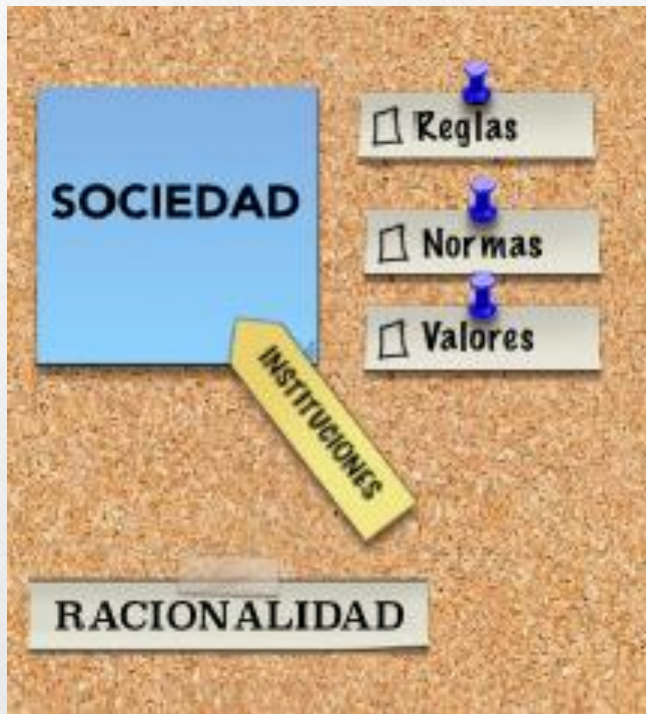 SOCIEDAD
Reglas
Normas
Valores
INSTITUCIONES
RACIONALIDAD